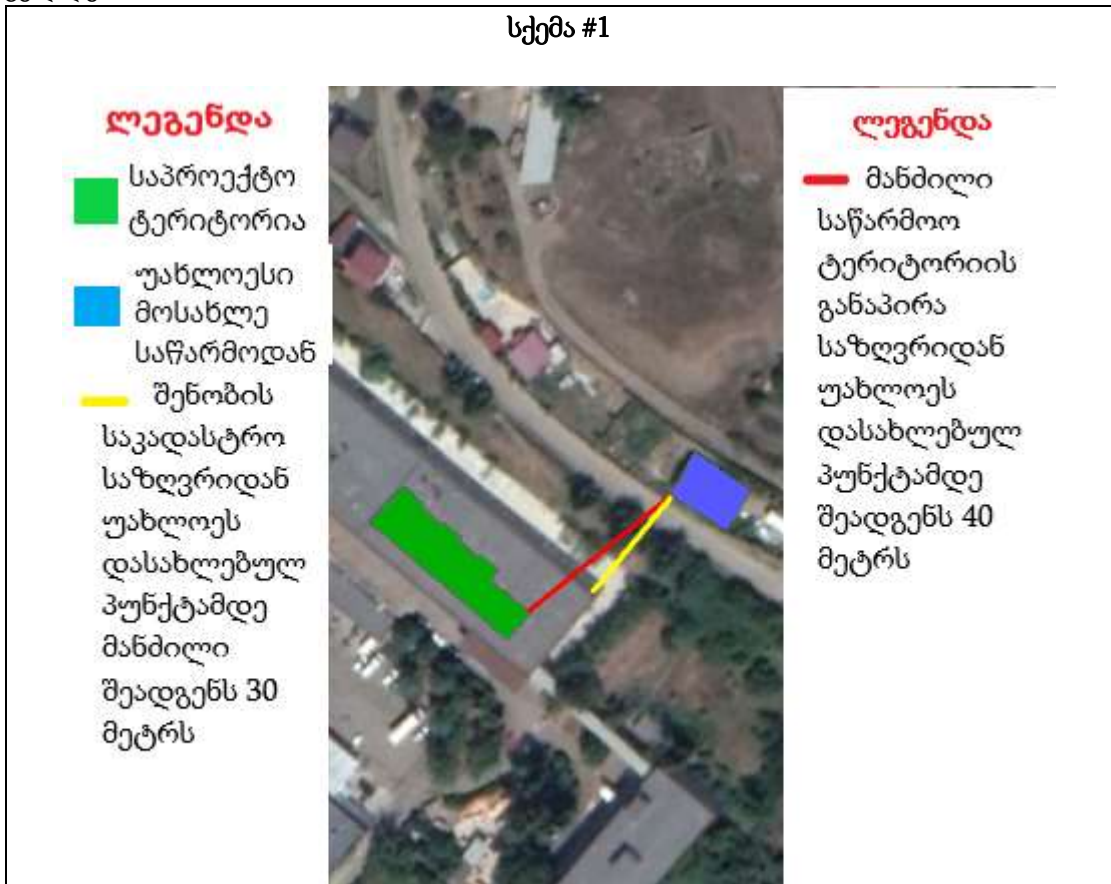 სქემა #1
ლეგენდა
საპროექტო
ტერიტორია
უახლოესი
მოსახლე
საწარმოდან
შენობის
საკადასტრო
საზღვრიდან
უახლოეს
დასახლებულ
პუნქტამდე
მანძილი
შეადგენს 30
მეტრს
ლეგენდა
მანძილი
საწარმოო
ტერიტორიის
განაპირა
საზღვრიდან
უახლოეს
დასახლებულ
პუნქტამდე
შეადგენს 40
მეტრს